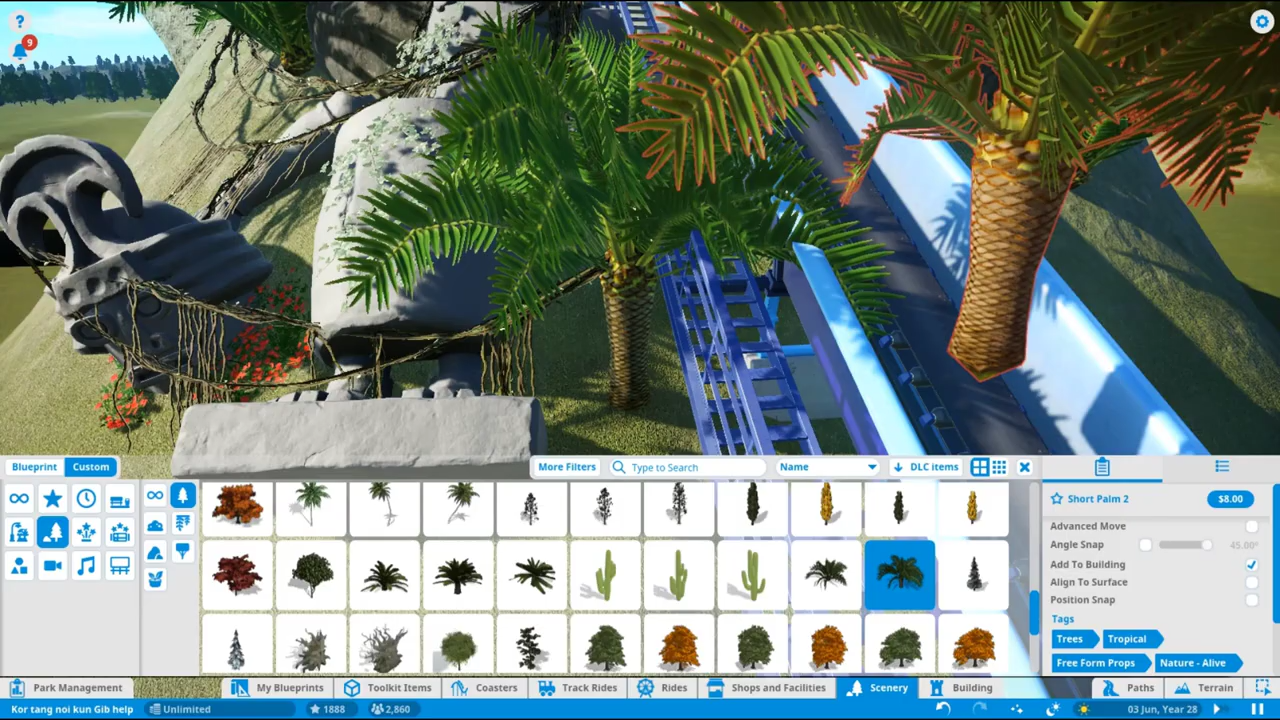 ?
9
Blueprint Custom
More Filters Type to Search Name DLC items
Short Palm 2 $8.00
Advanced Move
Angle Snap 45.00°
Add To Building
Align To Surface
Position Snap
Tags
Trees Tropical
Free Form Props Nature - Alive
Park Management My Blueprints Toolkit Items Coasters Track Rides Rides Shops and Facilities Scenery Building Paths Terrain
Kor tang noi kun Gib help Unlimited 1888 2,860 03 Jun, Year 28